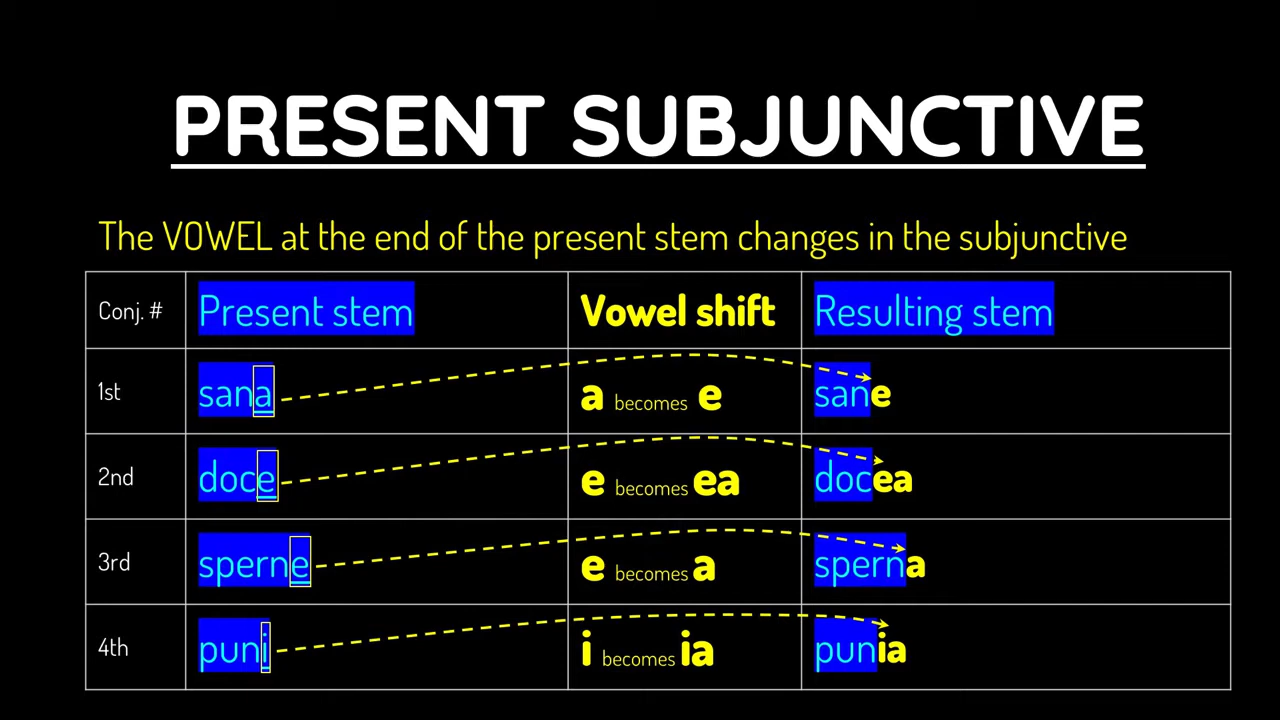 PRESENT SUBJUNCTIVE
The VOWEL at the end of the present stem changes in the subjunctive
Conj. # Present stem Vowel shift Resulting stem
1st sana a becomes e sane
2nd doce e becomes ea docea
3rd sperne e becomes a sperna
4th puni i becomes ia punia